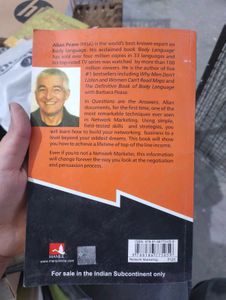 Allan Pease (MSA) is the world's best known expert on
Body Language. His acclaimed book Body Language
has sold over four million copies in 33 languages and
his top-rated TV series was watched by more than 100
million viewers. He is the author of five
#1 bestsellers including Why Men Don't
Listen and Women Can't Read Maps and
The Definitive Book of Body Language
with Barbara Pease.
In Questions are the Answers, Allan
documents, for the first time, one of the
most remarkable techniques ever seen
in Network Marketing. Using simple,
field-tested skills and strategies, you
will learn how to build your networking business to a
level beyond your wildest dreams. This book will show
you how to achieve a lifetime of top of the line income.
Even if you're not a Network Marketer, this information
will change forever the way you look at the negotiation
and persuasion process.
MANJUL
For sale in the Indian Subcontinent only